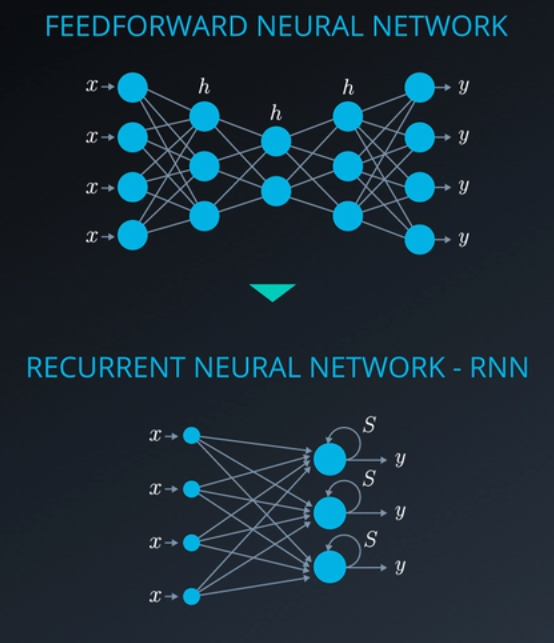 FEEDFORWARD NEURAL NETWORK
x h h y
h
x y
x y
x y
RECURRENT NEURAL NETWORK - RNN
S
x y
S
x y
S
x y
x